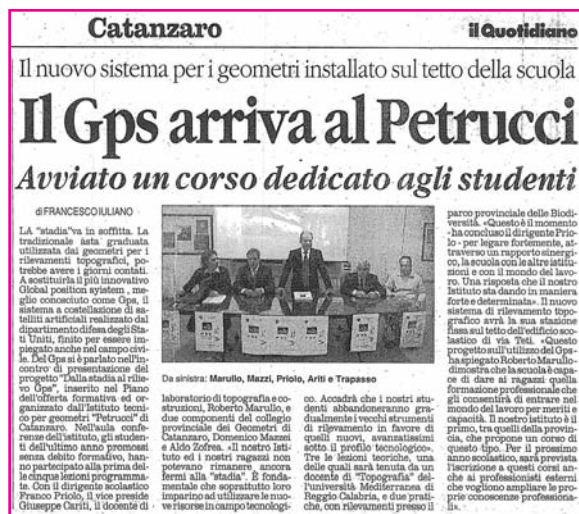 Catanzaro
il Quotidiano
Il nuovo sistema per i geometri installato sul tetto della scuola
Il Gps arriva al Petrucci
Avviato un corso dedicato agli studenti
di FRANCESCO IULIANO
LA "stadia" va in soffitta. La
tradizionale asta graduata
utilizzata dai geometri per i
rilevamenti topografici, po-
trebbe avere i giorni contati.
A sostituirla il più innovativo
Global position syistem, me-
glio conosciuto come Gps, il
sistema a costellazione di sa-
telliti artificiali realizzato dal
dipartimento difesa degli Sta-
ti Uniti, finito per essere im-
piegato anche nel campo civi-
le. Del Gps si è parlato nell'in-
contro di presentazione del
progetto "Dalla stadia al rilie-
vo Gps", inserito nel Piano
dell'offerta formativa ed or-
ganizzato dall'Istituto tecni-
co per geometri "Petrucci" di
Catanzaro. Nell'aula confe-
renze dell'istituto, gli studen-
ti dell'ultimo anno promossi
senza debito formativo, han-
no partecipato alla prima del-
le cinque lezioni programma-
te. Con il dirigente scolastico
Franco Priolo, il vice preside
Giuseppe Cariti, il docente di
Da sinistra: Marullo, Mazzi, Priolo, Ariti e Trapasso
laboratorio di topografia e co-
struzioni, Roberto Marullo, e
due componenti del collegio
provinciale dei Geometri di
Catanzaro, Domenico Mazzei
e Aldo Zofrea. «Il nostro Isti-
tuto ed i nostri ragazzi non
potevano rimanere ancora
fermi alla "stadia". È fonda-
mentale che soprattutto loro
imparino ad utilizzare le nuo-
ve risorse in campo tecnologi-
co. Accadrà che i nostri stu-
denti abbandoneranno gra-
dualmente i vecchi strumenti
di rilevamento in favore di
quelli nuovi, avanzatissimi
sotto il profilo tecnologico».
Tre le lezioni teoriche, una
delle quali sarà tenuta da un
docente di "Topografia" del-
l'università Mediterranea di
Reggio Calabria, e due prati-
che, con rilevamenti presso il
parco provinciale delle Biodi-
versità. «Questo è il momento
- ha concluso il dirigente Prio-
lo - per legare fortemente, at-
traverso un rapporto sinergi-
co, la scuola con le altre istitu-
zioni e con il mondo del lavo-
ro. Una risposta che il nostro
Istituto sta dando in maniera
forte e determinata». Il nuovo
sistema di rilevamento topo-
grafico avrà la sua stazione
fissa sul tetto dell'edificio sco-
lastico di via Teti. «Questo
progetto sull'utilizzo del Gps -
ha spiegato Roberto Marullo -
dimostra che la scuola è capa-
ce di dare ai ragazzi quella
formazione professionale che
gli consentirà di entrare nel
mondo del lavoro per meriti e
capacità. Il nostro istituto è il
primo, tra quelli della provin-
cia, che propone un corso di
questo tipo. Per il prossimo
anno scolastico, sarà prevista
l'iscrizione a questi corsi an-
che ai professionisti esterni
che vogliono ampliare le pro-
prie conoscenze professiona-
li».